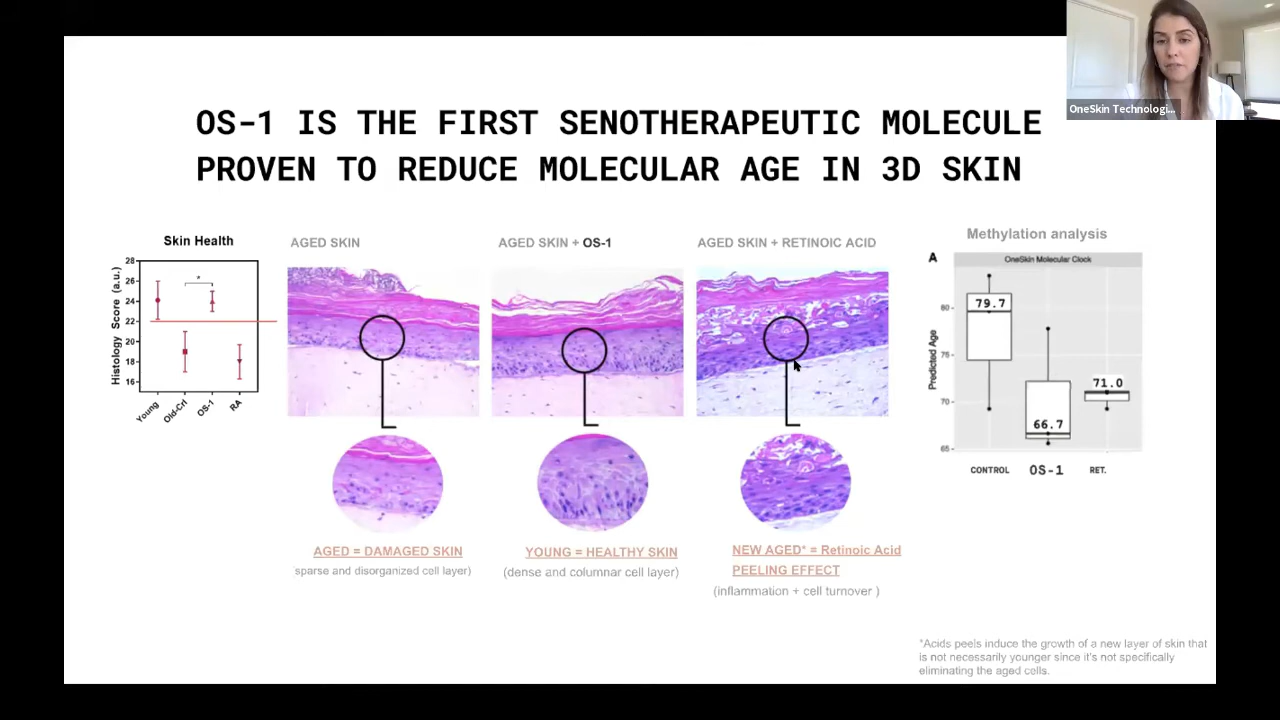 OneSkin Technologi...
OS-1 IS THE FIRST SENOTHERAPEUTIC MOLECULE
PROVEN TO REDUCE MOLECULAR AGE IN 3D SKIN
Skin Health
Histology Score (a.u.)
28
26
24
22
20
18
16
*
Young
Old-Crl
OS-1
RA
AGED SKIN
AGED SKIN + OS-1
AGED SKIN + RETINOIC ACID
AGED = DAMAGED SKIN
sparse and disorganized cell layer)
YOUNG = HEALTHY SKIN
(dense and columnar cell layer)
NEW AGED* = Retinoic Acid
PEELING EFFECT
(inflammation + cell turnover )
Methylation analysis
A
OneSkin Molecular Clock
Predicted Age
80
75
70
65
79.7
66.7
71.0
CONTROL
OS-1
RET.
*Acids peels induce the growth of a new layer of skin that
is not necessarily younger since it's not specifically
eliminating the aged cells.